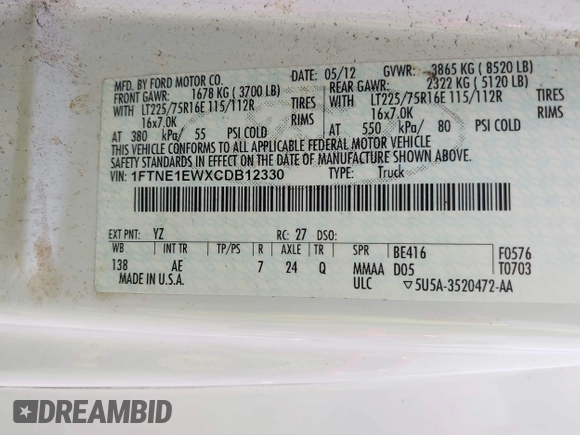 MFD. BY FORD MOTOR CO.
DATE: 05/12 GVWR: 3865 KG ( 8520 LB)
FRONT GAWR: 1678 KG ( 3700 LB) REAR GAWR: 2322 KG ( 5120 LB)
WITH LT225/75R16E 115/112R TIRES WITH LT225/75R16E 115/112R TIRES
16x7.0K RIMS 16x7.0K RIMS
AT 380 kPa/ 55 PSI COLD AT 550 kPa/ 80 PSI COLD
THIS VEHICLE CONFORMS TO ALL APPLICABLE FEDERAL MOTOR VEHICLE
SAFETY STANDARDS IN EFFECT ON THE DATE OF MANUFACTURE SHOWN ABOVE.
VIN: 1FTNE1EWXCDB12330 TYPE: Truck
EXT PNT: YZ RC: 27 DSO:
WB INT TR TP/PS R AXLE TR SPR BE416 F0576
138 AE 7 24 Q MMAA D05 T0703
MADE IN U.S.A. ULC ▽5U5A-3520472-AA
DREAMBID